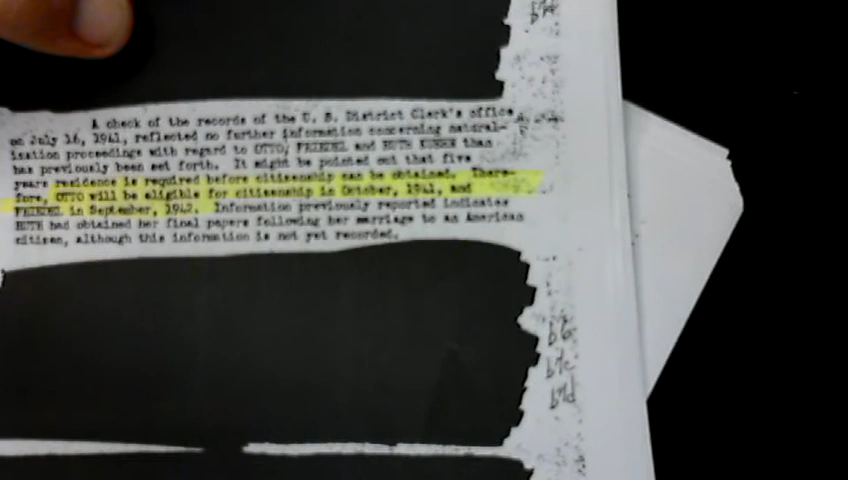 b7c
A check of the records of the U. S. District Clerk's office
on July 16, 1941, reflected no further information concerning natural-
isation proceedings with regard to OTTO, FRIEDEL and RUTH KUEHN than
has previously been set forth. It might be pointed out that five
years residence is required before citizenship can be obtained. There-
fore, OTTO will be eligible for citizenship in October, 1941, and
FRIEDEL in September, 1942. Information previously reported indicates
RUTH had obtained her final papers following her marriage to an American
citizen, although this information is not yet recorded.
b6
b7c
b7d